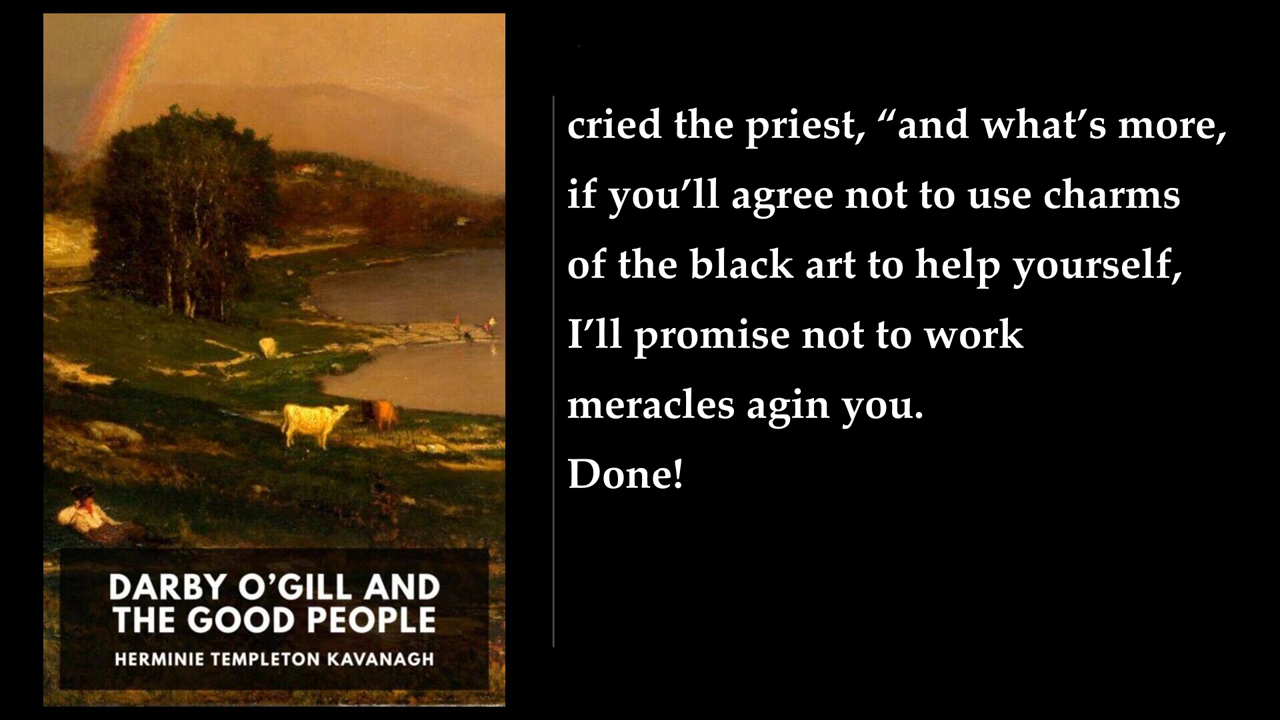 cried the priest, “and what’s more,
if you’ll agree not to use charms
of the black art to help yourself,
I’ll promise not to work
meracles agin you.
Done!
DARBY O’GILL AND
THE GOOD PEOPLE
HERMINIE TEMPLETON KAVANAGH